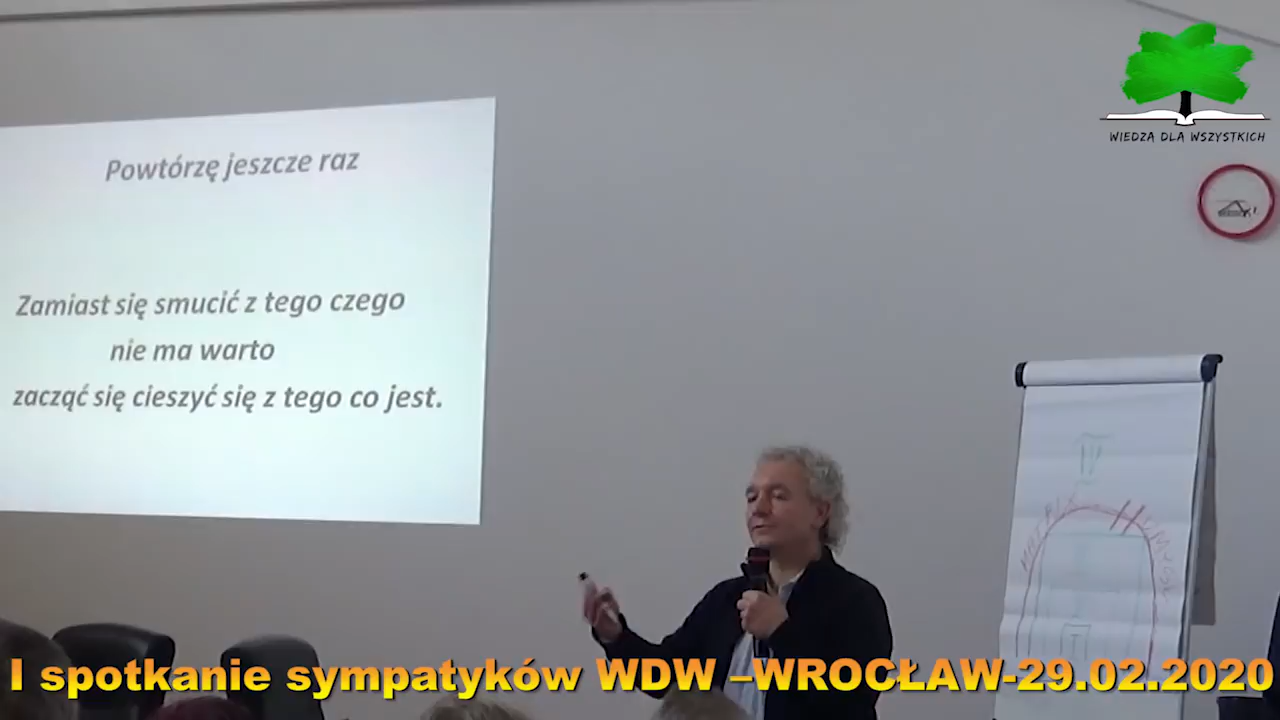 WIEDZA DLA WSZYSTKICH
Powtórzę jeszcze raz
Zamiast się smucić z tego czego
nie ma warto
zacząć się cieszyć się z tego co jest.
I spotkanie sympatyków WDW –WROCŁAW-29.02.2020